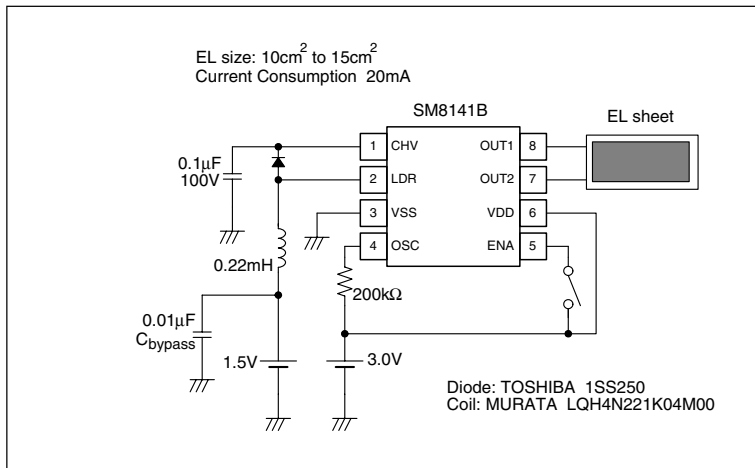 EL size: 10cm² to 15cm²
Current Consumption 20mA
SM8141B
EL sheet
1 CHV OUT1 8
0.1μF
100V
2 LDR OUT2 7
3 VSS VDD 6
4 OSC ENA 5
0.22mH
200kΩ
0.01μF
Cbypass
1.5V
3.0V
Diode: TOSHIBA 1SS250
Coil: MURATA LQH4N221K04M00